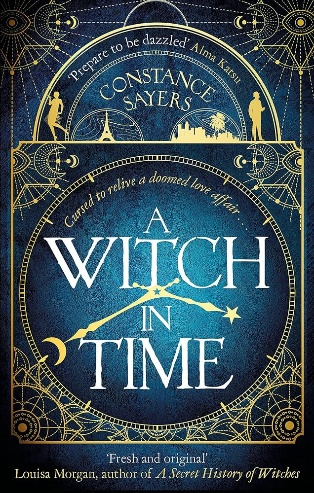 'Prepare to be dazzled' Alma Katsu
CONSTANCE
SAYERS
Cursed to relive a doomed love affair . . .
A
WITCH
IN
TIME
'Fresh and original'
Louisa Morgan, author of A Secret History of Witches